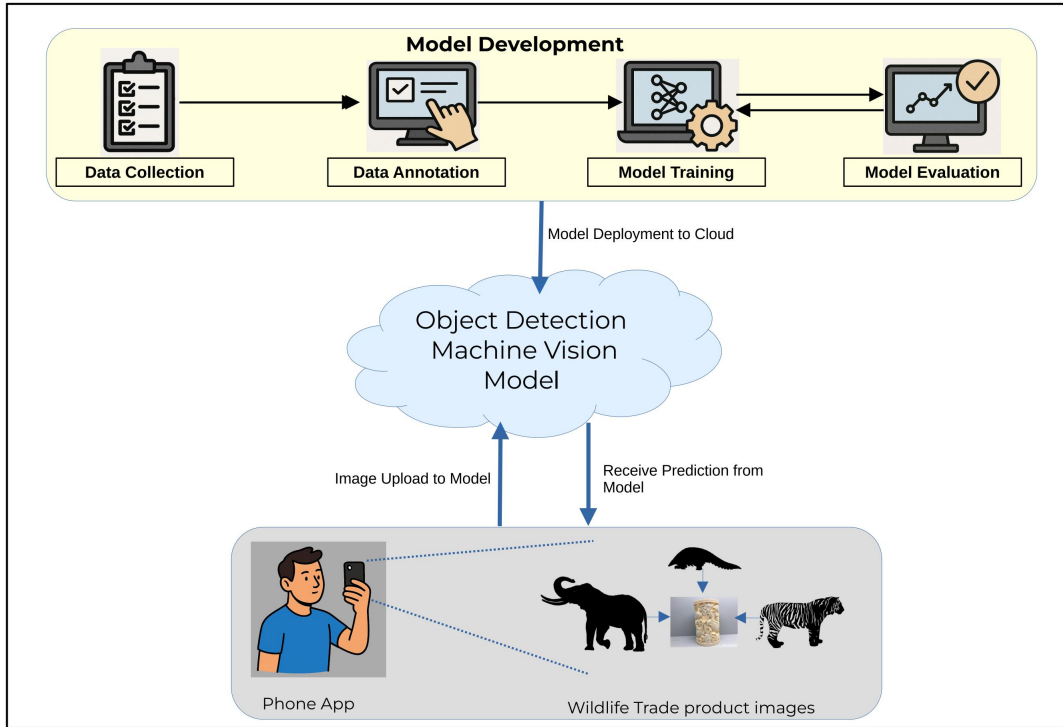 Model Development
Data Collection
Data Annotation
Model Training
Model Evaluation
Model Deployment to Cloud
Object Detection
Machine Vision
Model
Image Upload to Model
Receive Prediction from
Model
Phone App
Wildlife Trade product images